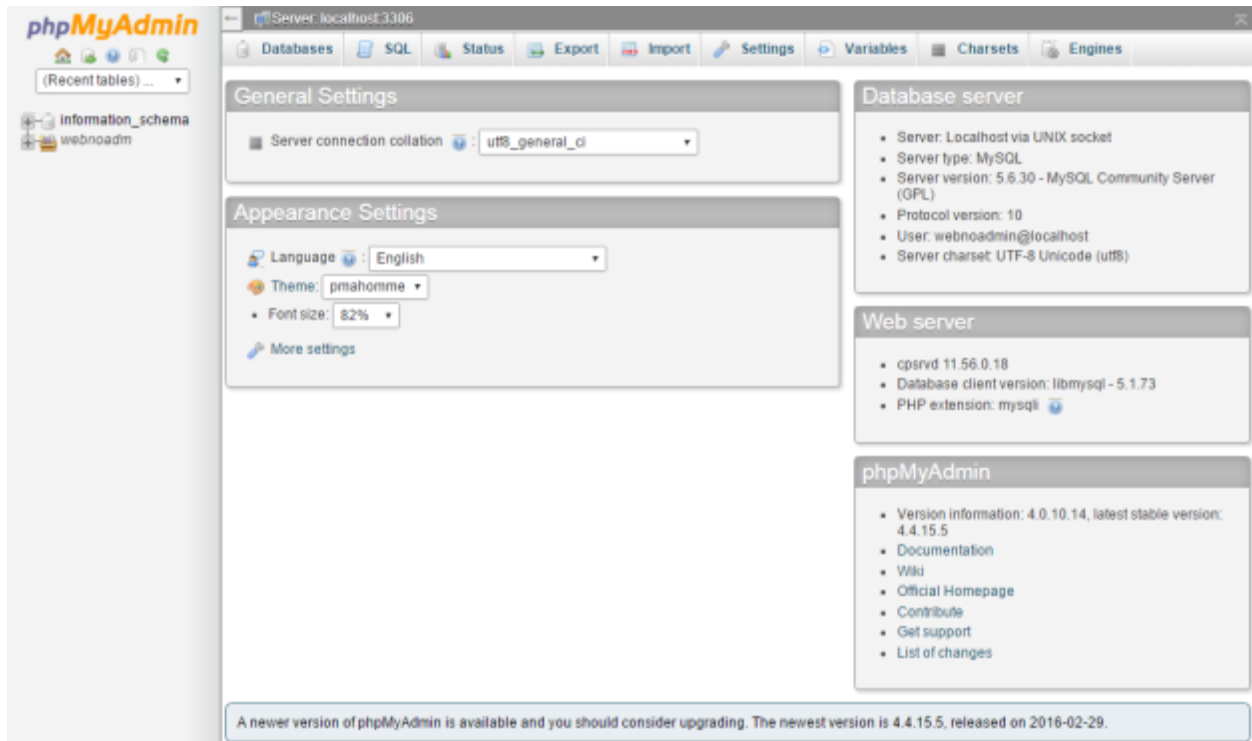 phpMyAdmin
(Recent tables) ...
information_schema
webnoadm
Server: localhost:3306
Databases SQL Status Export Import Settings Variables Charsets Engines
General Settings
Server connection collation : utf8_general_ci
Appearance Settings
Language : English
Theme: pmahomme
Font size: 82%
More settings
Database server
Server: Localhost via UNIX socket
Server type: MySQL
Server version: 5.6.30 - MySQL Community Server
(GPL)
Protocol version: 10
User: webnoadmin@localhost
Server charset: UTF-8 Unicode (utf8)
Web server
cpsrvd 11.56.0.18
Database client version: libmysql - 5.1.73
PHP extension: mysqli
phpMyAdmin
Version information: 4.0.10.14, latest stable version:
4.4.15.5
Documentation
Wiki
Official Homepage
Contribute
Get support
List of changes
A newer version of phpMyAdmin is available and you should consider upgrading. The newest version is 4.4.15.5, released on 2016-02-29.